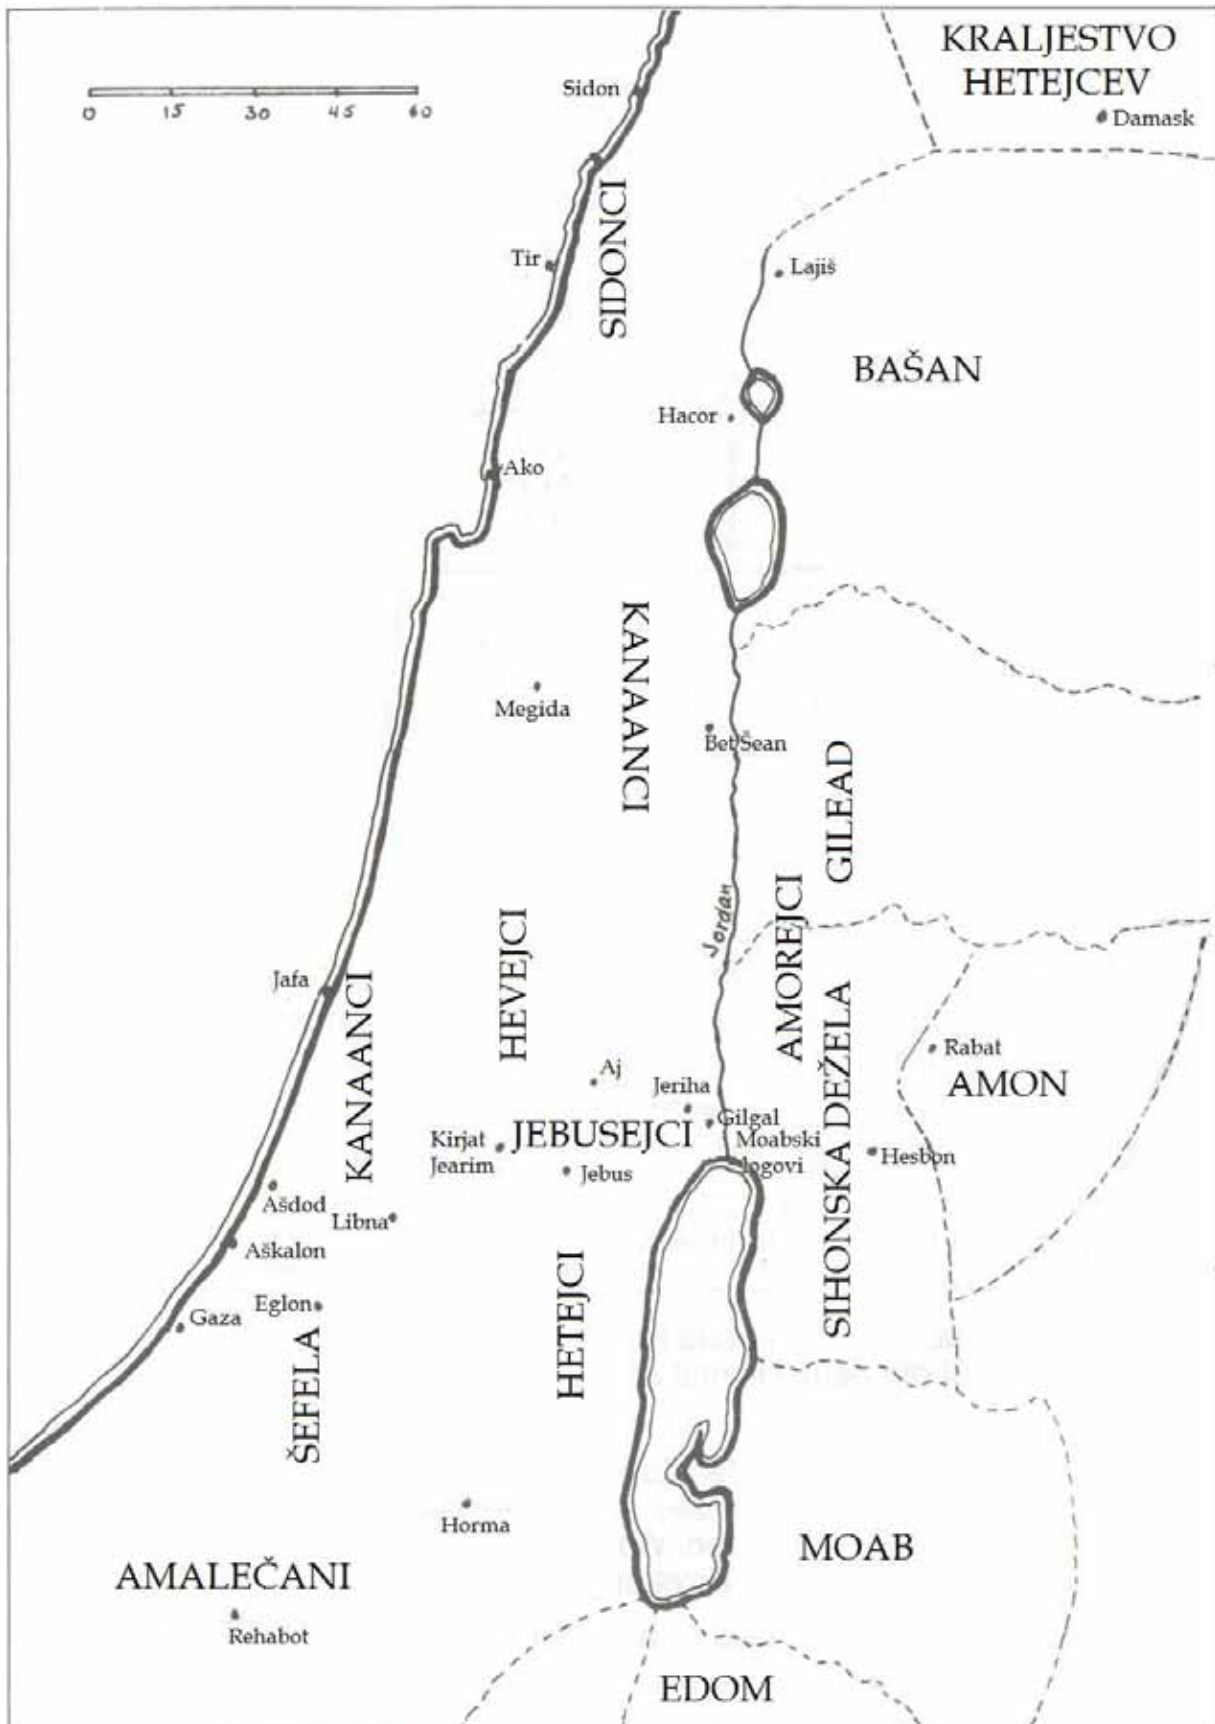 KRALJESTVO
HETEJCEV
Damask
0 15 30 45 60
Sidon
SIDONCI
Tir
Lajiš
BAŠAN
Hacor
Ako
KANAANCI
Megida
Bet Šean
GILEAD
Jordan
AMOREJCI
HEVEJCI
Jafa
KANAANCI
SIHONSKA DEŽELA
Rabat
AMON
Aj
Jeriha
Gilgal
JEBUSEJCI
Moabski
logovi
Kirjat
Jearim
Jebus
Hesbon
Ašdod
Libna
Aškalon
Eglon
Gaza
HETEJCI
ŠEFELA
Horma
MOAB
AMALEČANI
Rehabot
EDOM